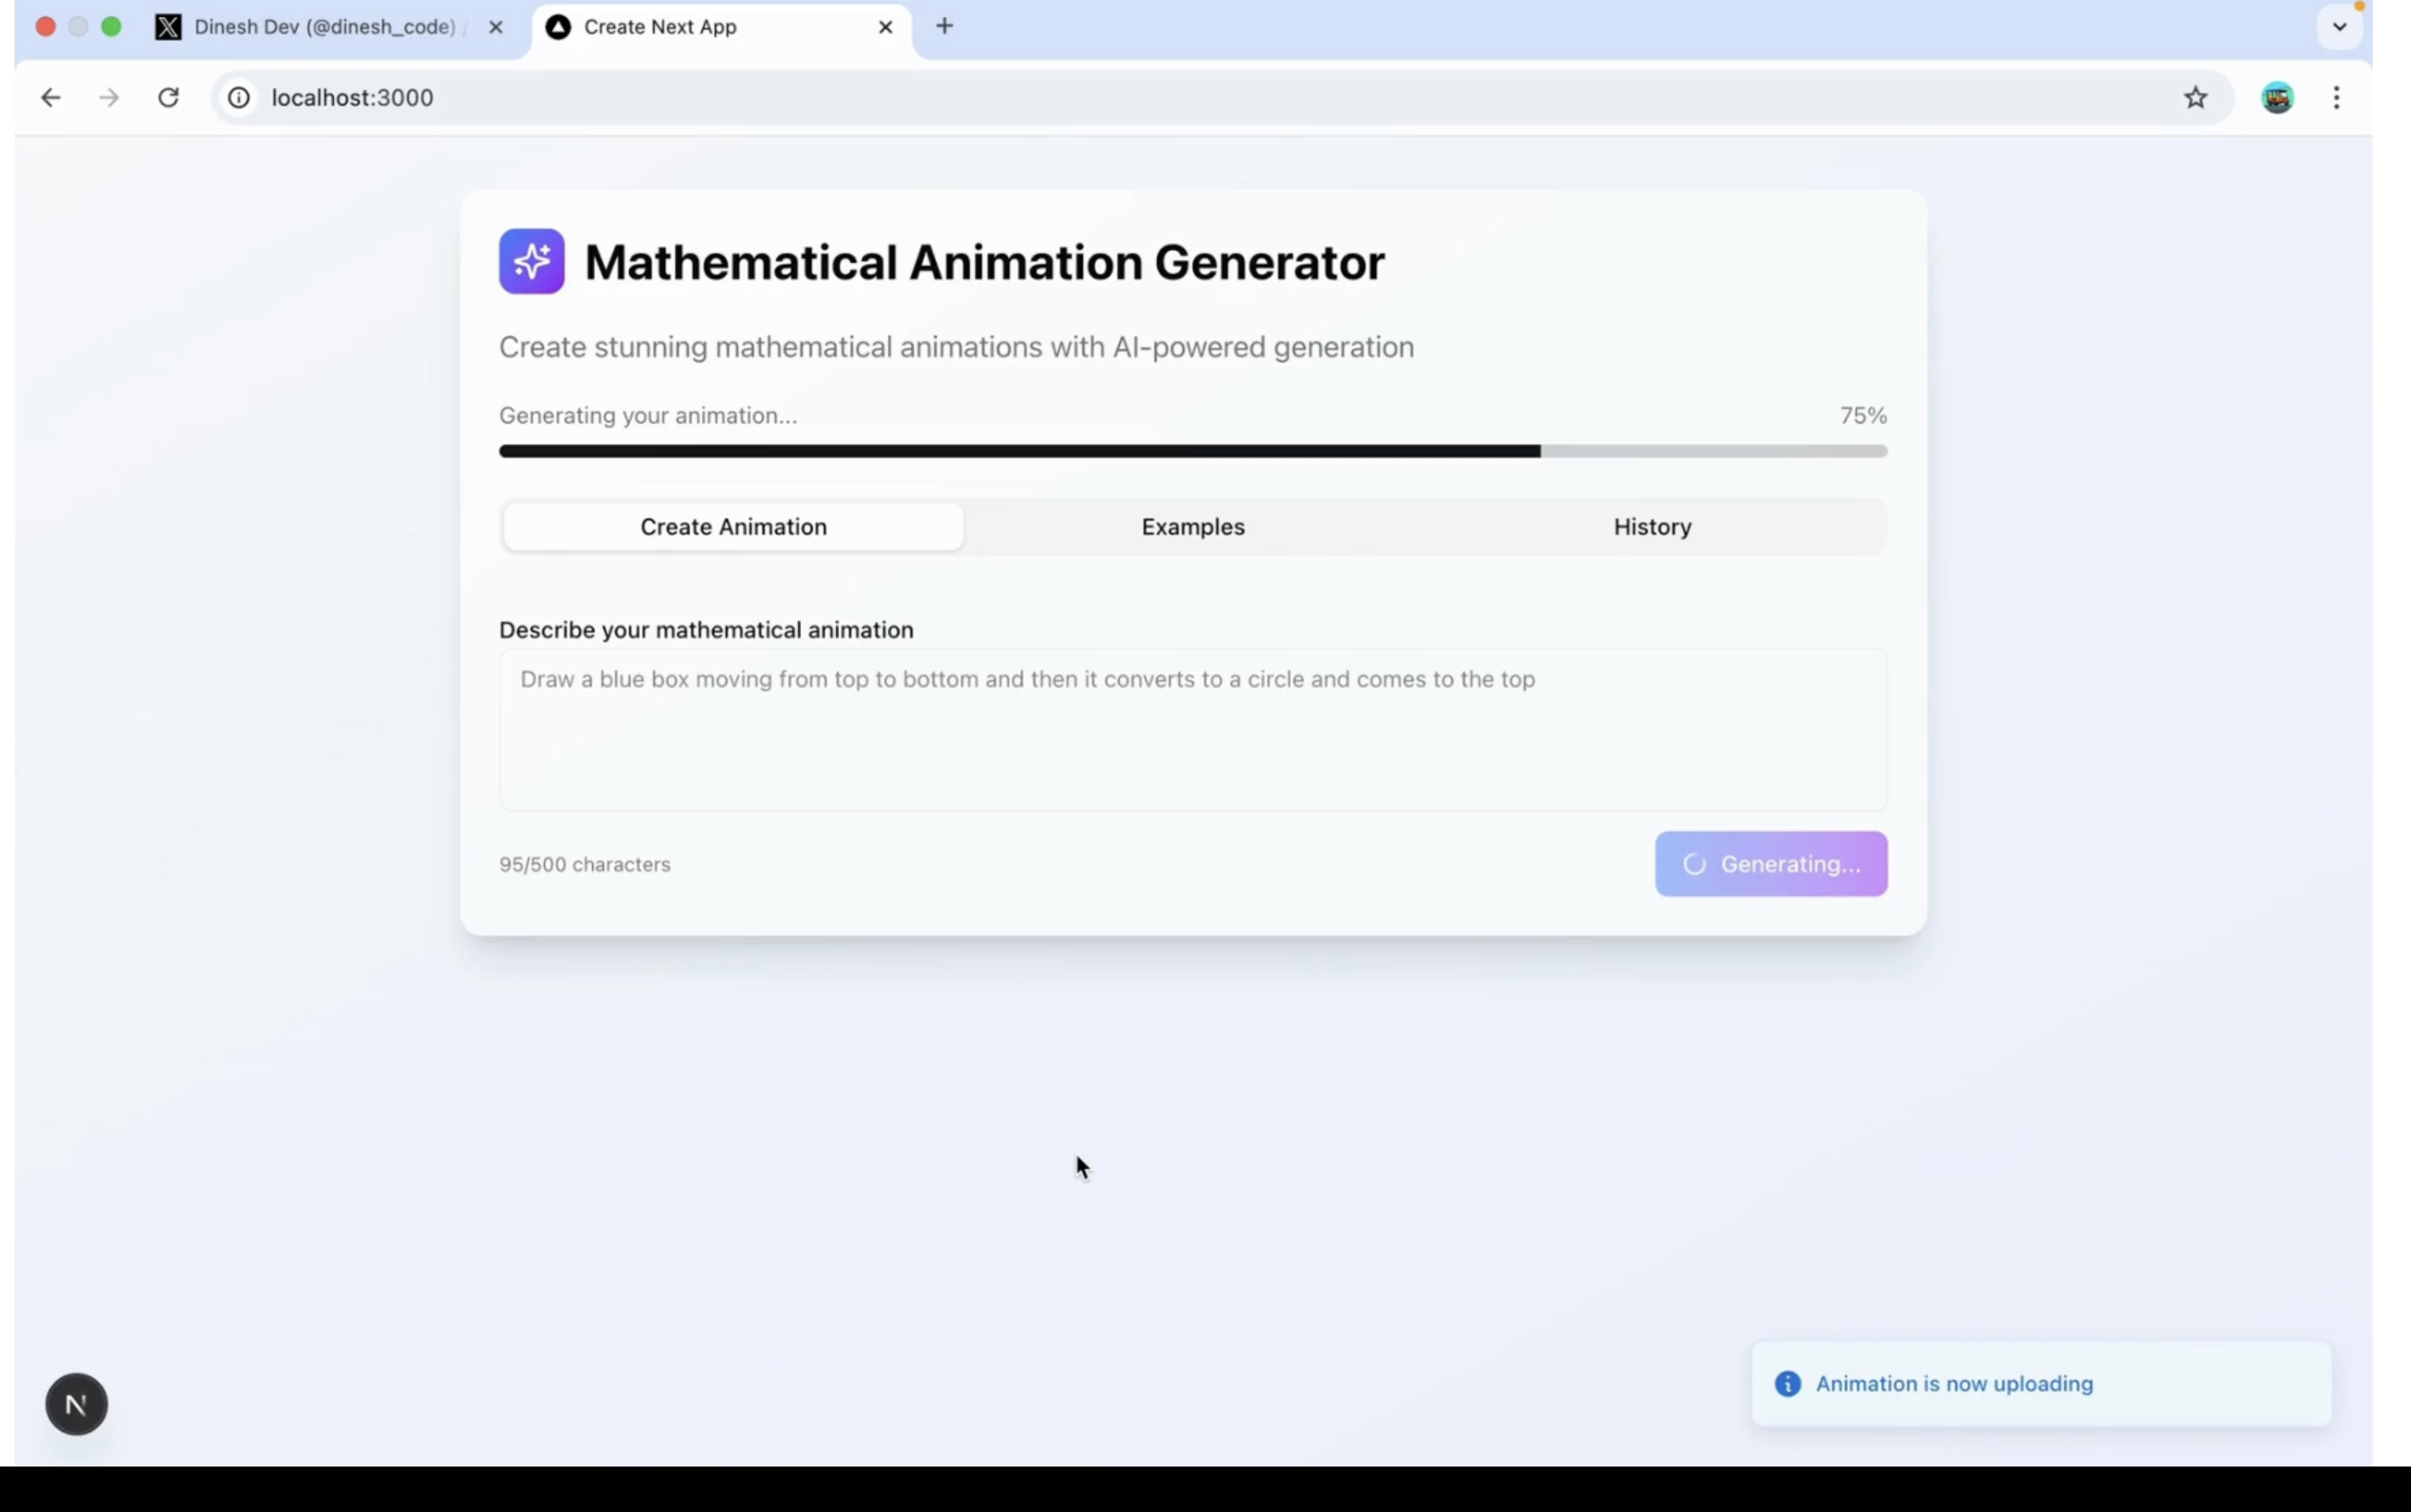 Dinesh Dev (@dinesh_code) /
Create Next App
localhost:3000
Mathematical Animation Generator
Create stunning mathematical animations with AI-powered generation
Generating your animation...
75%
Create Animation
Examples
History
Describe your mathematical animation
Draw a blue box moving from top to bottom and then it converts to a circle and comes to the top
95/500 characters
Generating...
N
Animation is now uploading